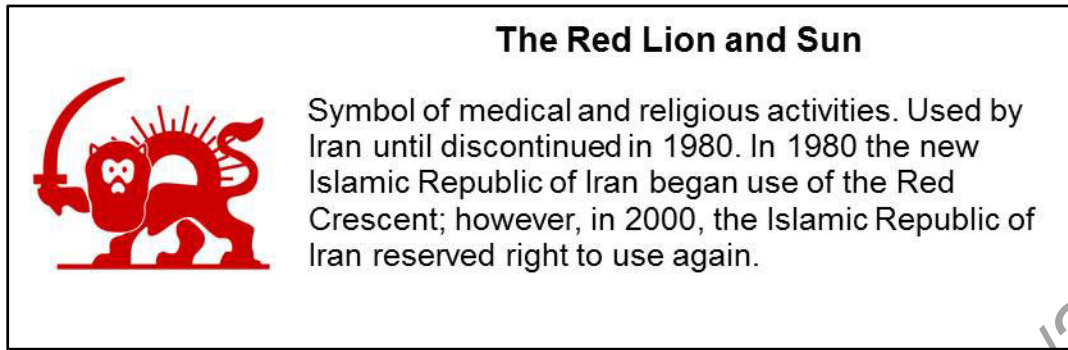 The Red Lion and Sun
Symbol of medical and religious activities. Used by
Iran until discontinued in 1980. In 1980 the new
Islamic Republic of Iran began use of the Red
Crescent; however, in 2000, the Islamic Republic of
Iran reserved right to use again.